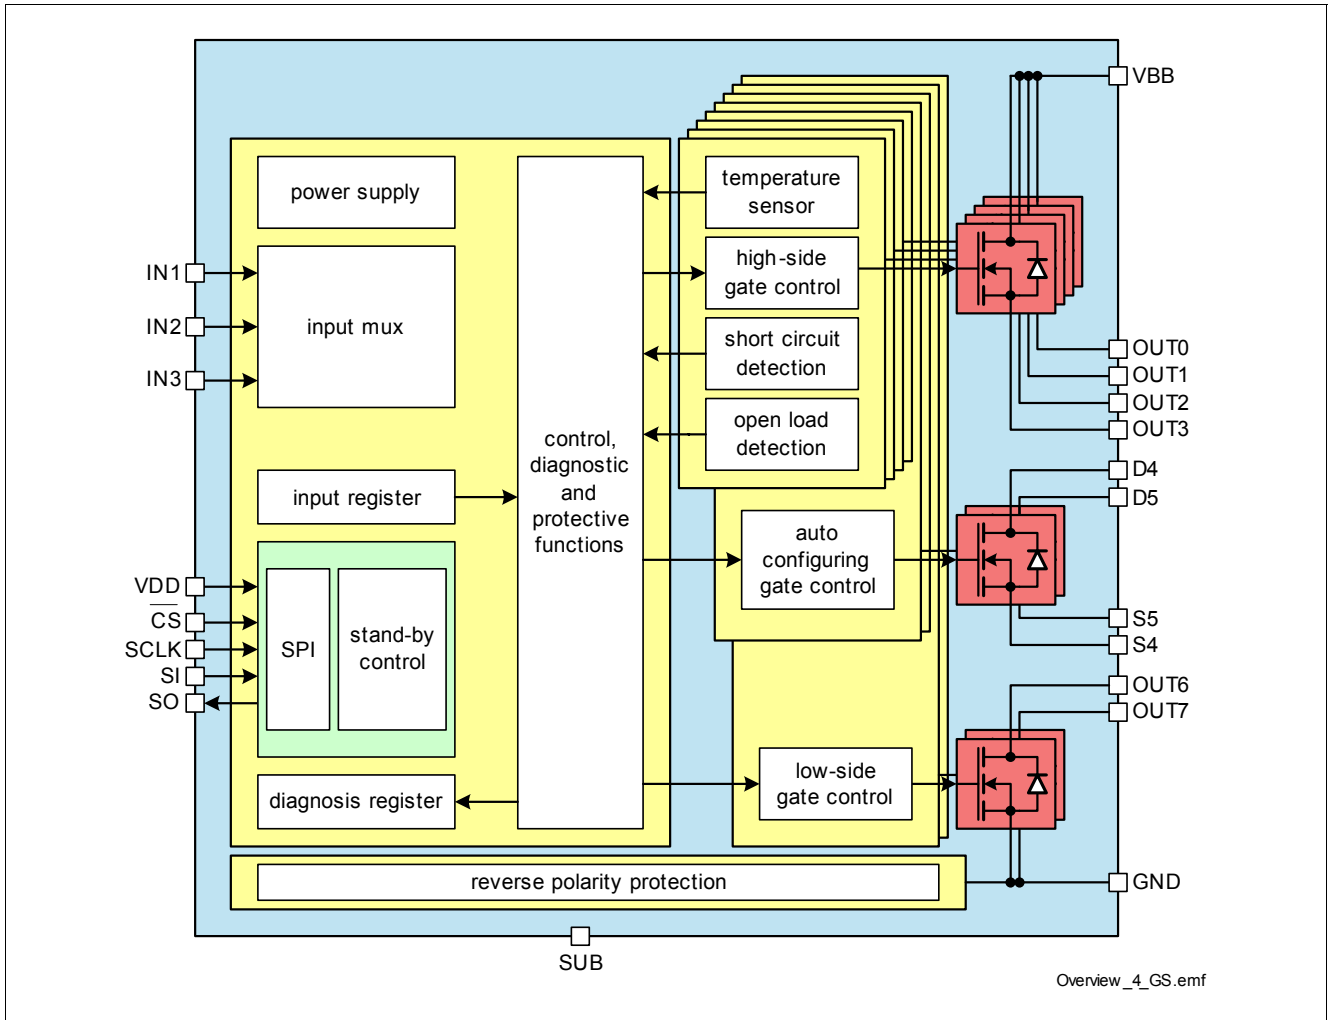 VBB
power supply
temperature
sensor
IN1
high-side
gate control
IN2
input mux
IN3
short circuit
detection
OUT0
OUT1
OUT2
OUT3
open load
detection
control,
diagnostic
and
protective
functions
input register
D4
D5
auto
configuring
gate control
VDD
CS
SCLK
SI
SO
SPI
stand-by
control
S5
S4
OUT6
OUT7
low-side
gate control
diagnosis register
reverse polarity protection
GND
SUB
Overview_4_GS.emf